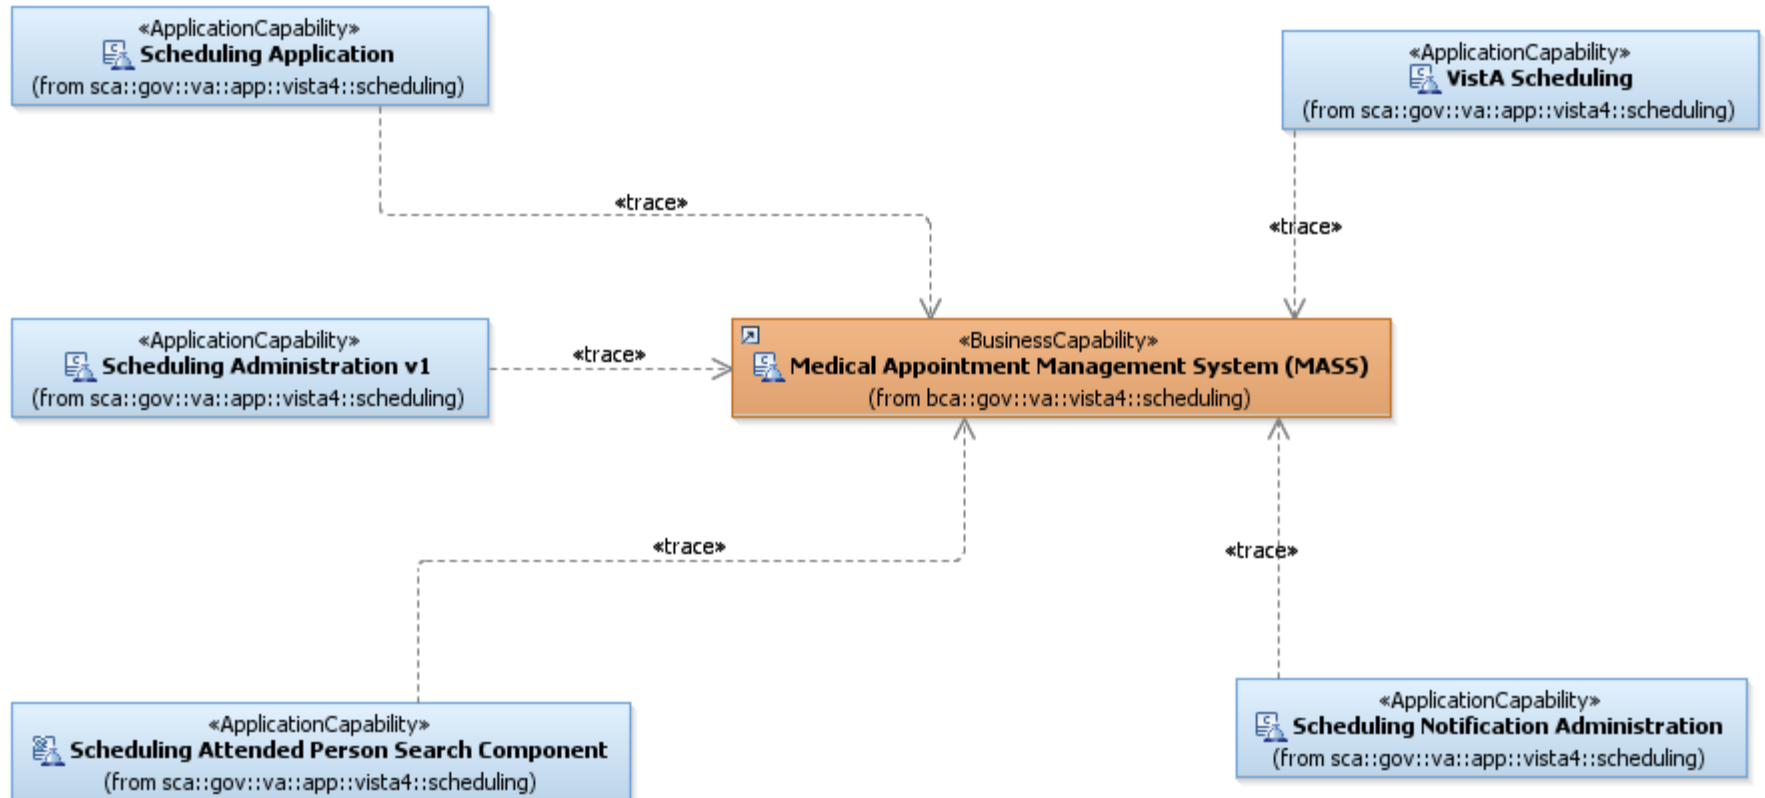 «ApplicationCapability»
Scheduling Application
(from sca::gov::va::app::vista4::scheduling)
«ApplicationCapability»
VistA Scheduling
(from sca::gov::va::app::vista4::scheduling)
«trace»
«trace»
«ApplicationCapability»
Scheduling Administration v1
(from sca::gov::va::app::vista4::scheduling)
«trace»
«BusinessCapability»
Medical Appointment Management System (MASS)
(from bca::gov::va::vista4::scheduling)
«trace»
«trace»
«ApplicationCapability»
Scheduling Attended Person Search Component
(from sca::gov::va::app::vista4::scheduling)
«ApplicationCapability»
Scheduling Notification Administration
(from sca::gov::va::app::vista4::scheduling)